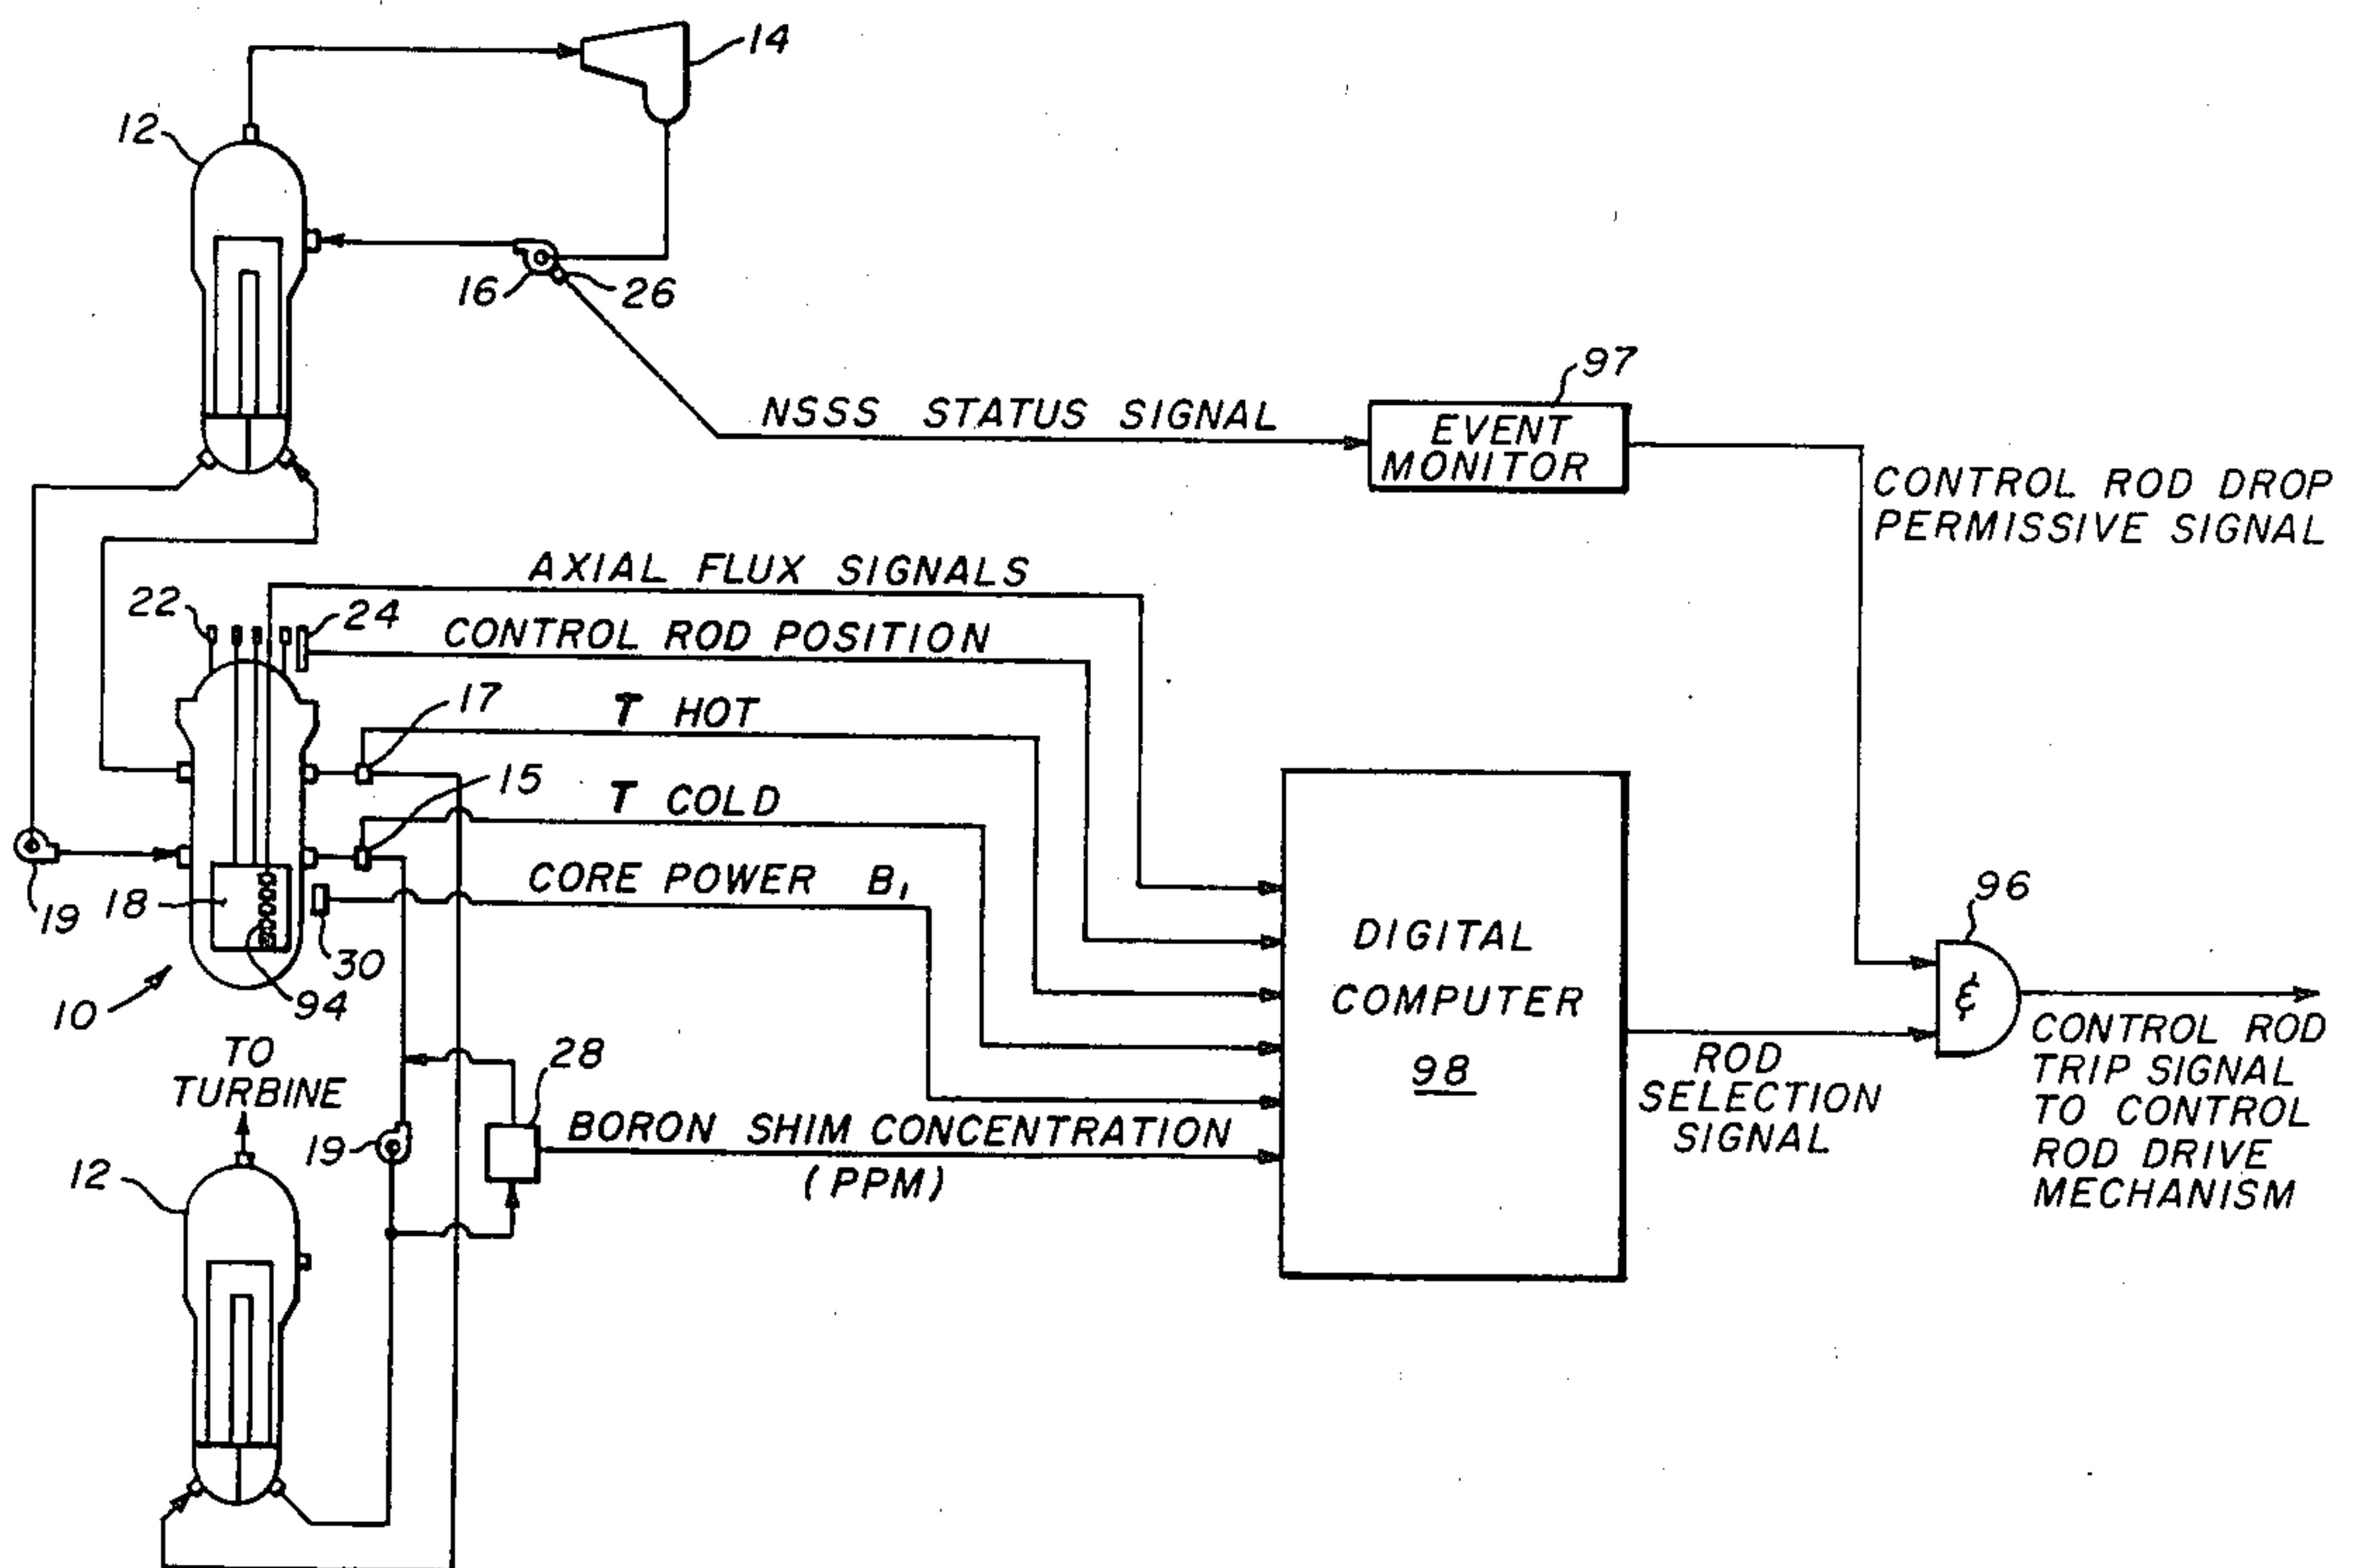 14
12
16
26
97
NSSS STATUS SIGNAL
EVENT
MONITOR
CONTROL ROD DROP
PERMISSIVE SIGNAL
AXIAL FLUX SIGNALS
22
24
CONTROL ROD POSITION
17
T HOT
15
T COLD
CORE POWER B1
19
18
30
94
10
DIGITAL
COMPUTER
98
96
&
CONTROL ROD
TRIP SIGNAL
TO CONTROL
ROD DRIVE
MECHANISM
ROD
SELECTION
SIGNAL
TO
TURBINE
28
19
BORON SHIM CONCENTRATION
(PPM)
12